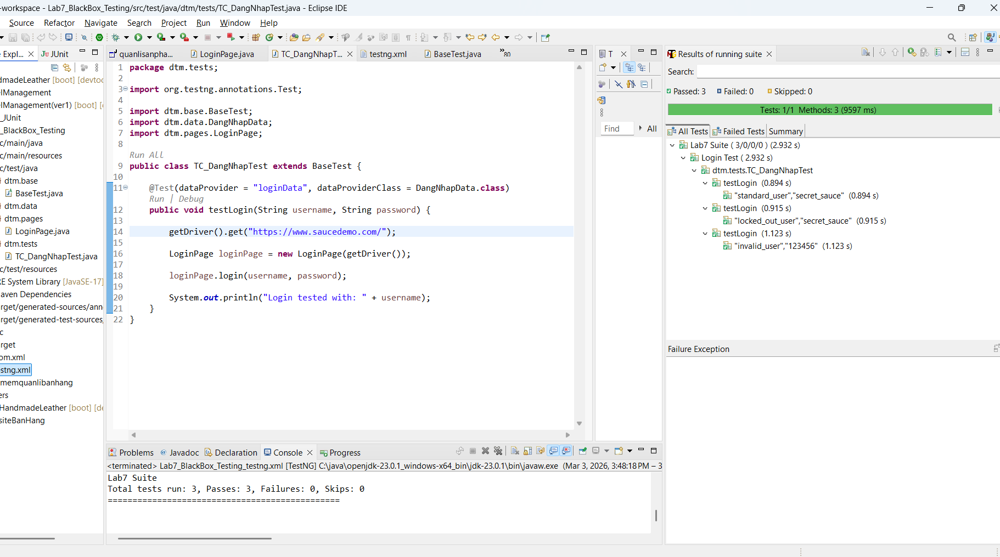 -workspace - Lab7_BlackBox_Testing/src/test/java/dtm/tests/TC_DangNhapTest.java - Eclipse IDE
Source Refactor Navigate Search Project Run Window Help
Expl... JUnit
quanlisanpha... LoginPage.java TC_DangNhapT... testng.xml BaseTest.java »80
T
Results of running suite
dmadeLeather [boot] [devtoo
lManagement
lManagement(ver1) [boot] [
_JUnit
_BlackBox_Testing
c/main/java
c/main/resources
c/test/java
dtm.base
BaseTest.java
dtm.data
dtm.pages
LoginPage.java
dtm.tests
TC_DangNhapTest.java
c/test/resources
RE System Library [JavaSE-17]
aven Dependencies
rget/generated-sources/ann
rget/generated-test-sources,
c
rget
om.xml
estng.xml
memquanlibanhang
ers
HandmadeLeather [boot] [de
siteBanHang
1 package dtm.tests;
2
3 import org.testng.annotations.Test;
4
5 import dtm.base.BaseTest;
6 import dtm.data.DangNhapData;
7 import dtm.pages.LoginPage;
8
Run All
9 public class TC_DangNhapTest extends BaseTest {
10
11 @Test(dataProvider = "loginData", dataProviderClass = DangNhapData.class)
Run | Debug
12 public void testLogin(String username, String password) {
13
14 getDriver().get("https://www.saucedemo.com/");
15
16 LoginPage loginPage = new LoginPage(getDriver());
17
18 loginPage.login(username, password);
19
20 System.out.println("Login tested with: " + username);
21 }
22 }
Find All
Search:
Passed: 3 Failed: 0 Skipped: 0
Tests: 1/1 Methods: 3 (9597 ms)
All Tests Failed Tests Summary
Lab7 Suite ( 3/0/0/0 ) (2.932 s)
Login Test ( 2.932 s)
dtm.tests.TC_DangNhapTest
testLogin (0.894 s)
"standard_user","secret_sauce" (0.894 s)
testLogin (0.915 s)
"locked_out_user","secret_sauce" (0.915 s)
testLogin (1.123 s)
"invalid_user","123456" (1.123 s)
Failure Exception
Problems Javadoc Declaration Console Progress
<terminated> Lab7_BlackBox_Testing_testng.xml [TestNG] C:\java\openjdk-23.0.1_windows-x64_bin\jdk-23.0.1\bin\javaw.exe (Mar 3, 2026, 3:48:18 PM – 3
Lab7 Suite
Total tests run: 3, Passes: 3, Failures: 0, Skips: 0
===============================================